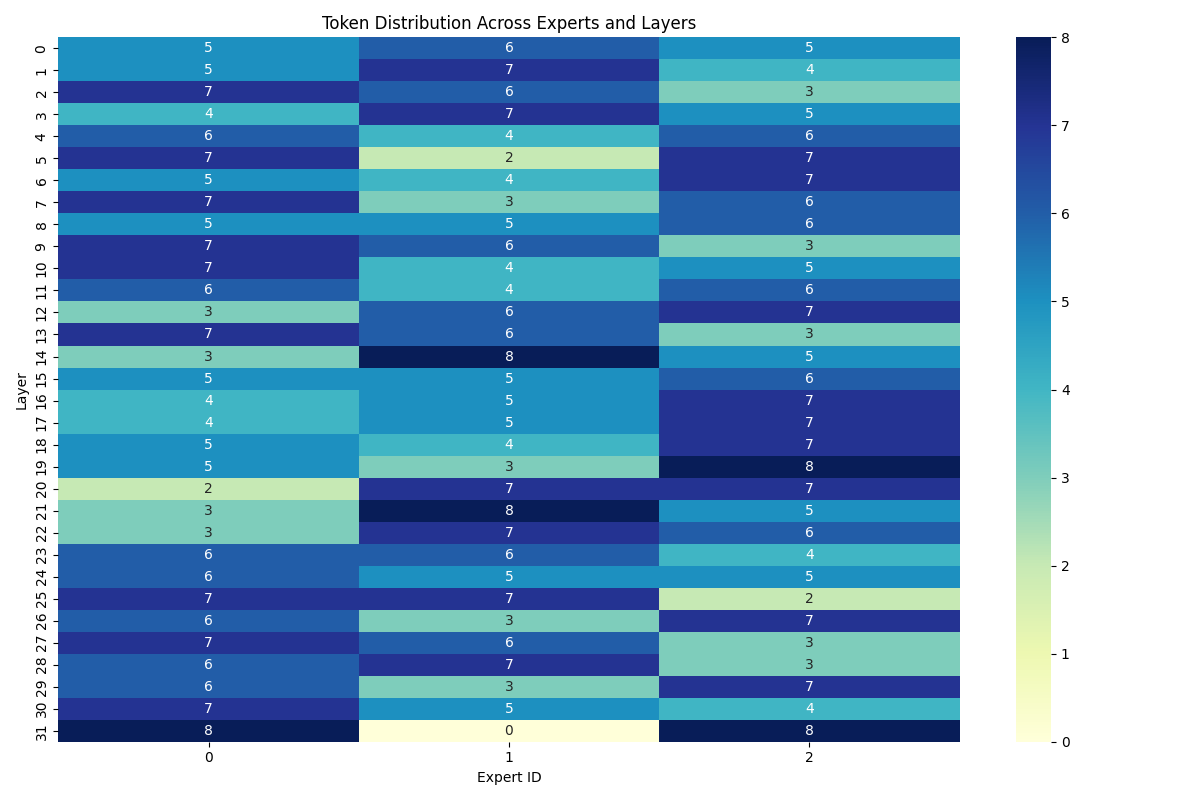 Token Distribution Across Experts and Layers
0 5 6 5
1 5 7 4
2 7 6 3
3 4 7 5
4 6 4 6
5 7 2 7
6 5 4 7
7 7 3 6
8 5 5 6
9 7 6 3
10 7 4 5
11 6 4 6
12 3 6 7
13 7 6 3
14 3 8 5
15 5 5 6
16 4 5 7
17 4 5 7
18 5 4 7
19 5 3 8
20 2 7 7
21 3 8 5
22 3 7 6
23 6 6 4
24 6 5 5
25 7 7 2
26 6 3 7
27 7 6 3
28 6 7 3
29 6 3 7
30 7 5 4
31 8 0 8
Layer
0 1 2
Expert ID
8
7
6
5
4
3
2
1
0